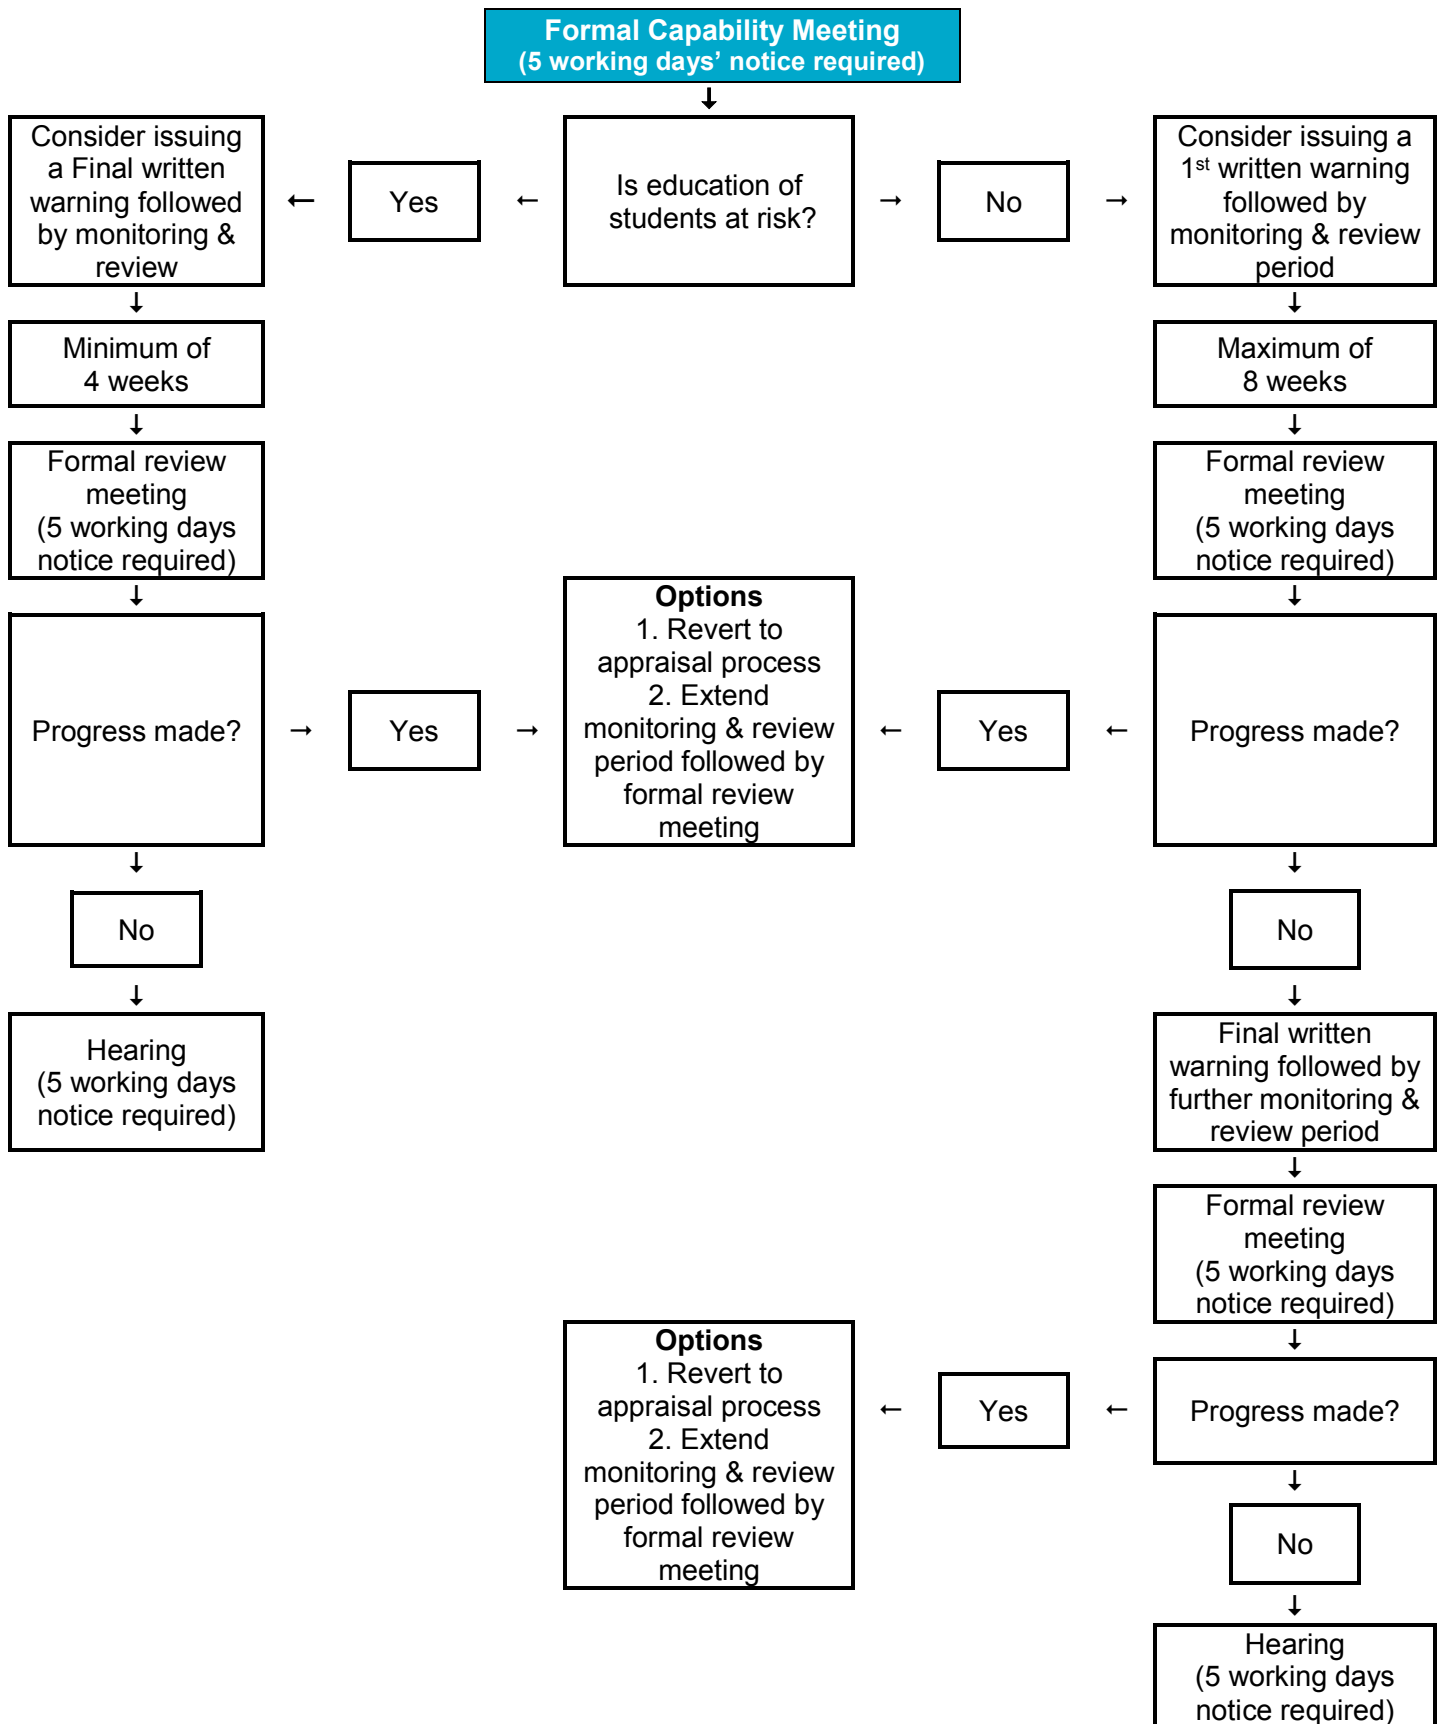 Formal Capability Meeting
(5 working days’ notice required)
↓
Consider issuing
a Final written
warning followed
by monitoring &
review
←
Yes
←
Is education of
students at risk?
→
No
→
Consider issuing a
1st written warning
followed by
monitoring & review
period
↓
↓
Minimum of
4 weeks
Maximum of
8 weeks
↓
↓
Formal review
meeting
(5 working days
notice required)
Formal review
meeting
(5 working days
notice required)
↓
↓
Progress made?
→
Yes
→
Options
1. Revert to
appraisal process
2. Extend
monitoring & review
period followed by
formal review
meeting
←
Yes
←
Progress made?
↓
↓
No
No
↓
↓
Hearing
(5 working days
notice required)
Final written
warning followed by
further monitoring &
review period
↓
Formal review
meeting
(5 working days
notice required)
↓
Options
1. Revert to
appraisal process
2. Extend
monitoring & review
period followed by
formal review
meeting
←
Yes
←
Progress made?
↓
No
↓
Hearing
(5 working days
notice required)